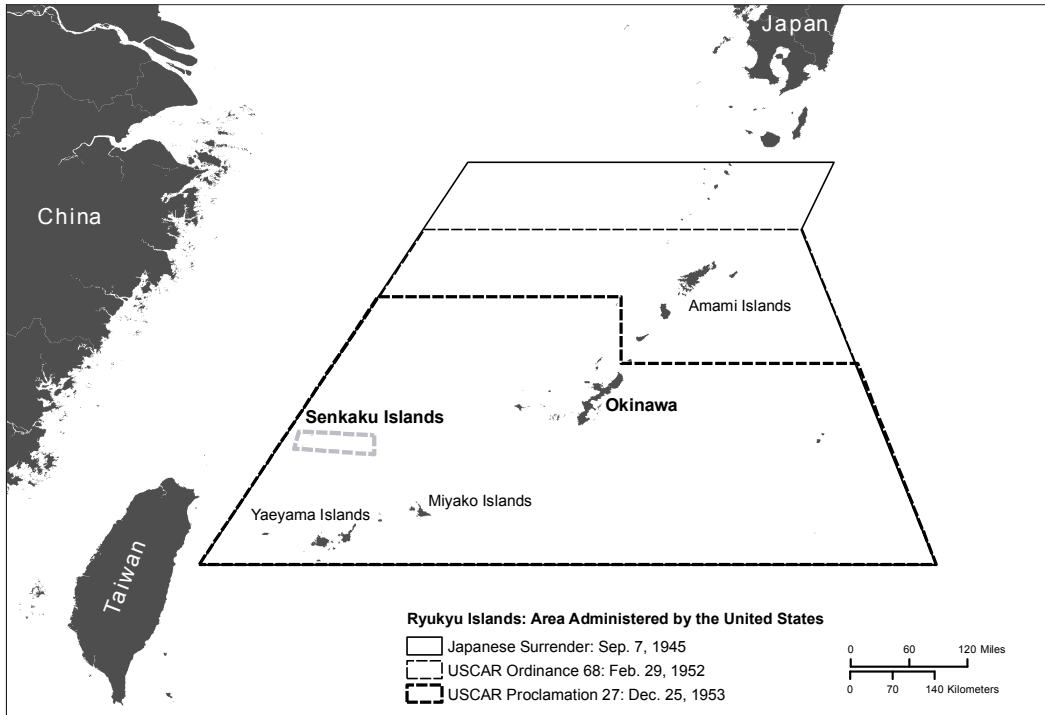 Japan
China
Amami Islands
Okinawa
Senkaku Islands
Miyako Islands
Yaeyama Islands
Taiwan
Ryukyu Islands: Area Administered by the United States
Japanese Surrender: Sep. 7, 1945
USCAR Ordinance 68: Feb. 29, 1952
USCAR Proclamation 27: Dec. 25, 1953
0 60 120 Miles
0 70 140 Kilometers